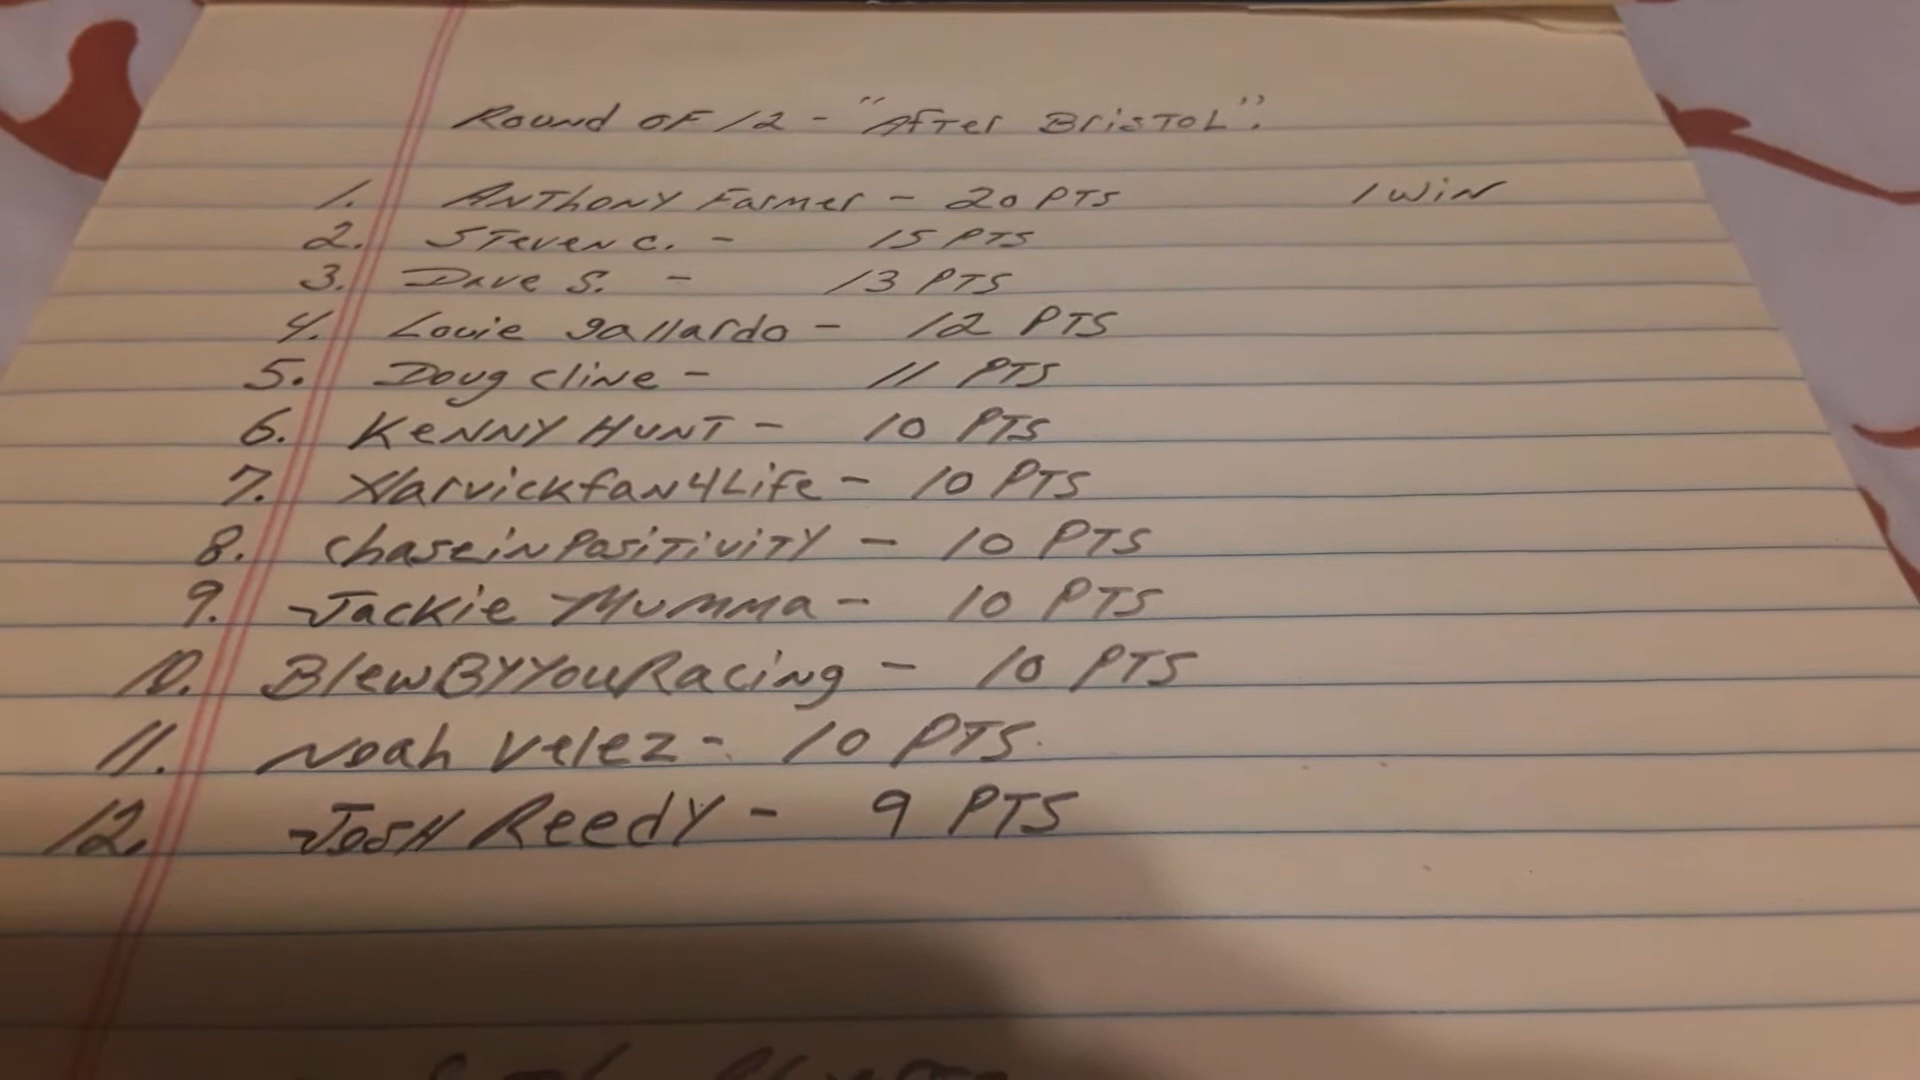 Round of 12 - "After Bristol".
1. Anthony Farmer - 20 PTS 1 Win
2. Steven C. - 15 PTS
3. Dave S. - 13 PTS
4. Louie Gallardo - 12 PTS
5. Doug Cline - 11 PTS
6. Kenny Hunt - 10 PTS
7. XHarvickfan4Life - 10 PTS
8. ChaseinPositivity - 10 PTS
9. Jackie Mumma - 10 PTS
10. BlewByYouRacing - 10 PTS
11. Noah Velez - 10 PTS.
12. Josh Reedy - 9 PTS